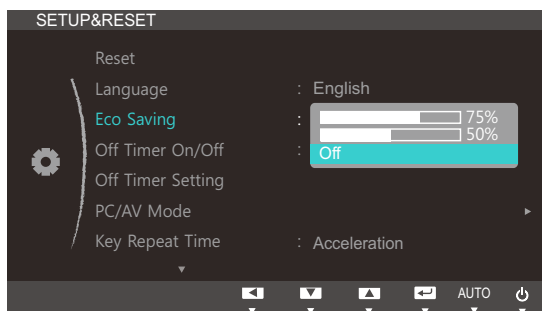 SETUP&RESET
Reset
Language : English
Eco Saving : 75%
50%
Off Timer On/Off : Off
Off Timer Setting
PC/AV Mode
Key Repeat Time : Acceleration
AUTO